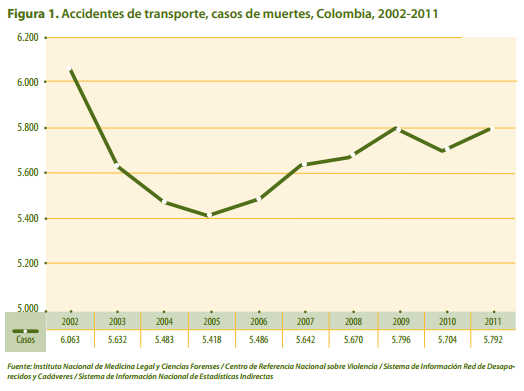 Figura 1. Accidentes de transporte, casos de muertes, Colombia, 2002-2011
6.200
6.000
5.800
5.600
5.400
5.200
5.000
2002 2003 2004 2005 2006 2007 2008 2009 2010 2011
Casos 6.063 5.632 5.483 5.418 5.486 5.642 5.670 5.796 5.704 5.792
Fuente: Instituto Nacional de Medicina Legal y Ciencias Forenses / Centro de Referencia Nacional sobre Violencia / Sistema de Información Red de Desapa-
recidos y Cadáveres / Sistema de Información Nacional de Estadísticas Indirectas